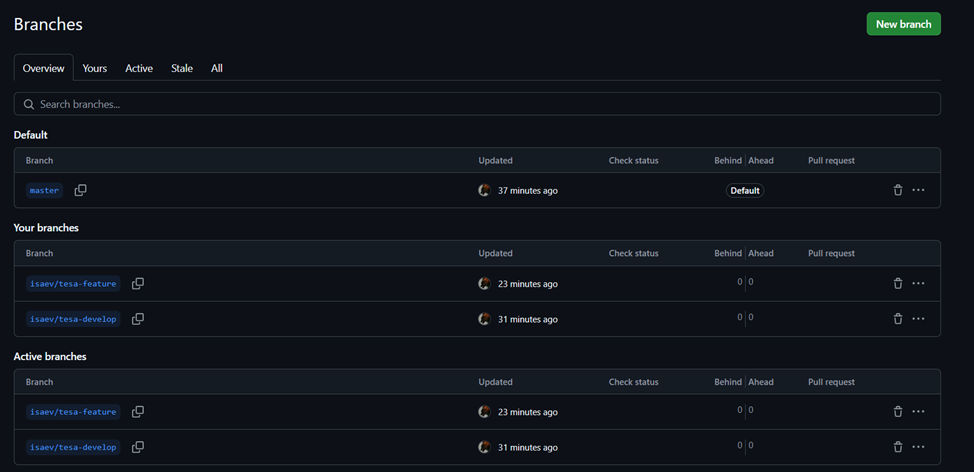 Branches
New branch
Overview Yours Active Stale All
Search branches...
Default
Branch Updated Check status Behind Ahead Pull request
master 37 minutes ago Default
Your branches
Branch Updated Check status Behind Ahead Pull request
isaev/tesa-feature 23 minutes ago 0 0
isaev/tesa-develop 31 minutes ago 0 0
Active branches
Branch Updated Check status Behind Ahead Pull request
isaev/tesa-feature 23 minutes ago 0 0
isaev/tesa-develop 31 minutes ago 0 0